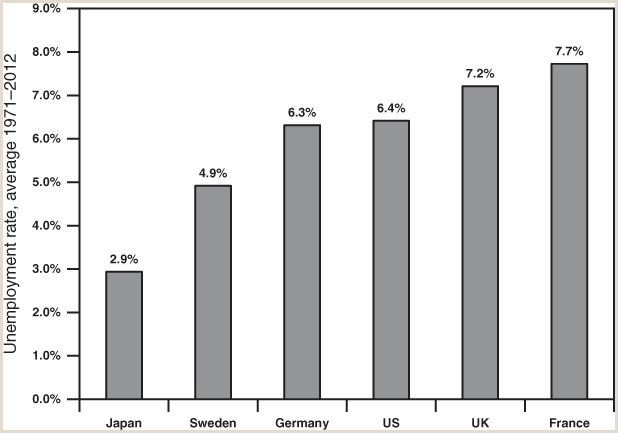 Unemployment rate, average 1971–2012
9.0%
8.0%
7.0%
6.0%
5.0%
4.0%
3.0%
2.0%
1.0%
0.0%
2.9%
4.9%
6.3%
6.4%
7.2%
7.7%
Japan
Sweden
Germany
US
UK
France